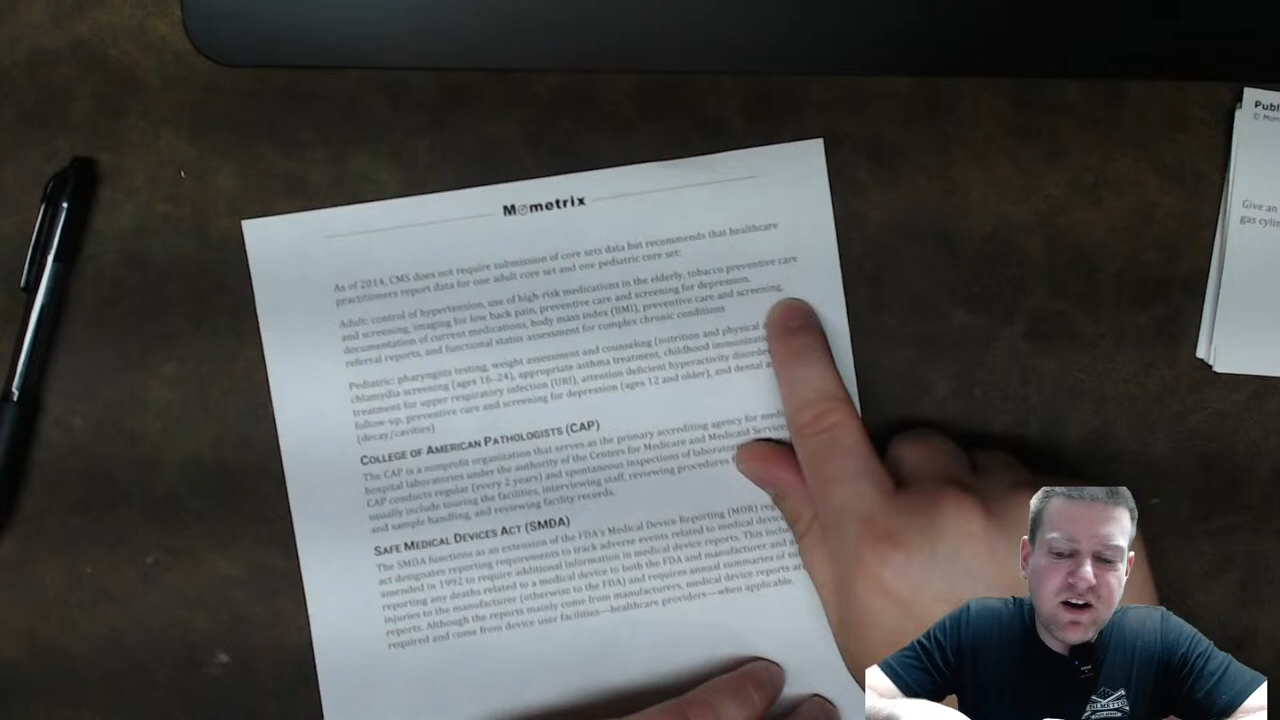 Mometrix
As of 2014, CMS does not require submission of core sets data but recommends that healthcare
practitioners report data for one adult core set and one pediatric core set:
Adult: control of hypertension, use of high-risk medications in the elderly, tobacco preventive care
and screening, imaging for low back pain, preventive care and screening for depression,
documentation of current medications, body mass index (BMI), preventive care and screening,
referral reports, and functional status assessment for complex chronic conditions
Pediatric: pharyngitis testing, weight assessment and counseling (nutrition and physical
chlamydia screening (ages 16–24), appropriate asthma treatment, childhood
treatment for upper respiratory infection (URI), attention deficit hyperactivity
follow-up, preventive care and screening for depression (ages 12 and older), and dental
(decay/cavities)
COLLEGE OF AMERICAN PATHOLOGISTS (CAP)
The CAP is a nonprofit organization that serves as the primary accrediting agency for
hospital laboratories under the authority of the Centers for Medicare and Medicaid
CAP conducts regular (every 2 years) and spontaneous inspections of
usually include touring the facilities, interviewing staff, reviewing procedures
and sample handling, and reviewing facility records.
SAFE MEDICAL DEVICES ACT (SMDA)
The SMDA functions as an extension of the FDA's Medical Device Reporting (MDR)
act designates reporting requirements to track adverse events related to medical
amended in 1992 to require additional information in medical device reports. This
reporting any deaths related to a medical device to both the FDA and manufacturer and
injuries to the manufacturer (otherwise to the FDA) and requires annual summaries of
reports. Although the reports mainly come from manufacturers, medical device reports
required and come from device user facilities—healthcare providers—when applicable.
Give an